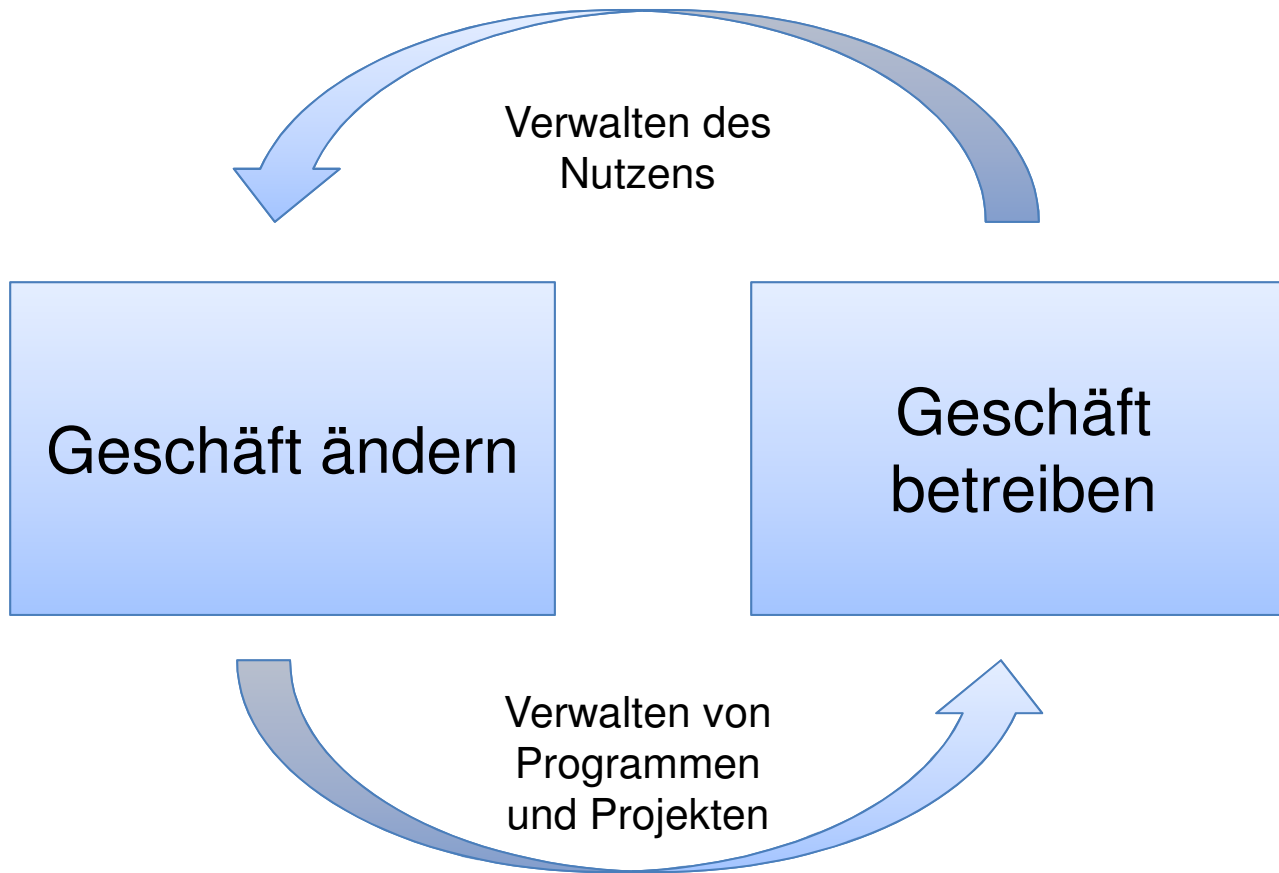 Verwalten des
Nutzens
Geschäft ändern
Geschäft
betreiben
Verwalten von
Programmen
und Projekten